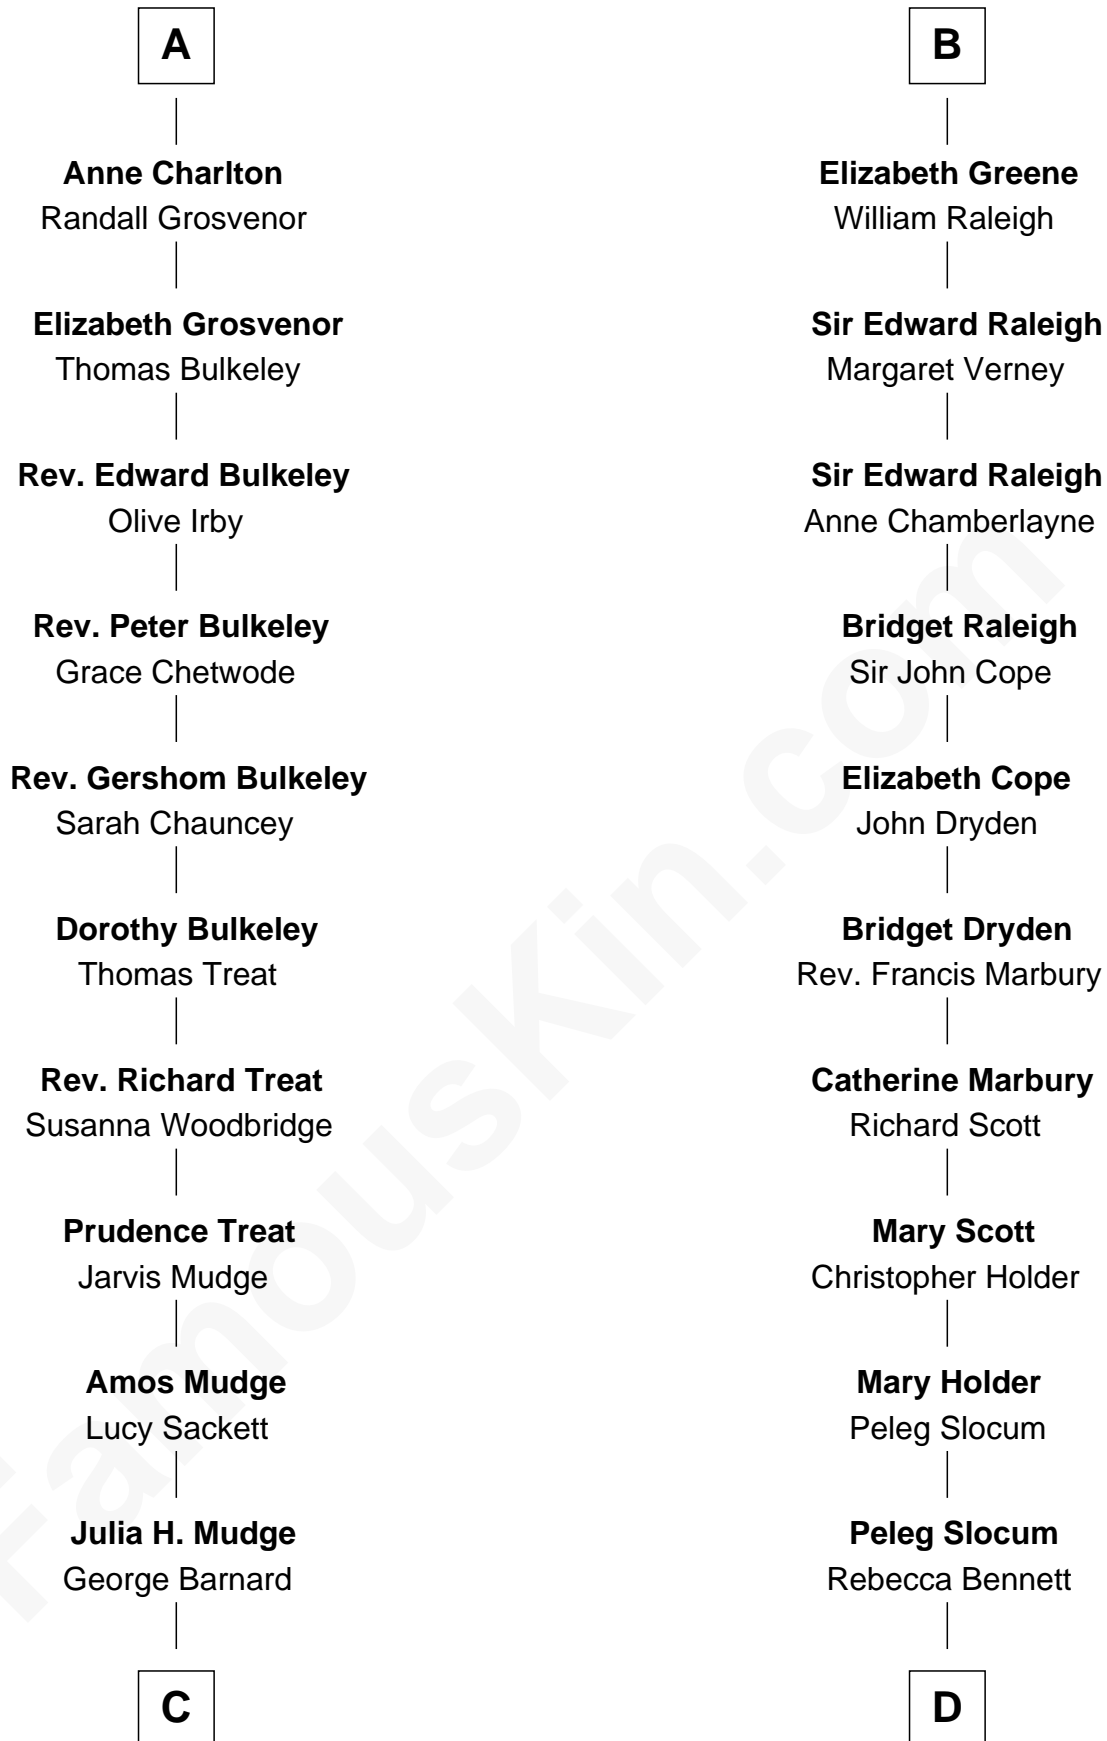 A
Anne Charlton
Randall Grosvenor
Elizabeth Grosvenor
Thomas Bulkeley
Rev. Edward Bulkeley
Olive Irby
Rev. Peter Bulkeley
Grace Chetwode
Rev. Gershom Bulkeley
Sarah Chauncey
Dorothy Bulkeley
Thomas Treat
Rev. Richard Treat
Susanna Woodbridge
Prudence Treat
Jarvis Mudge
Amos Mudge
Lucy Sackett
Julia H. Mudge
George Barnard
C
B
Elizabeth Greene
William Raleigh
Sir Edward Raleigh
Margaret Verney
Sir Edward Raleigh
Anne Chamberlayne
Bridget Raleigh
Sir John Cope
Elizabeth Cope
John Dryden
Bridget Dryden
Rev. Francis Marbury
Catherine Marbury
Richard Scott
Mary Scott
Christopher Holder
Mary Holder
Peleg Slocum
Peleg Slocum
Rebecca Bennett
D
FamousKin.com